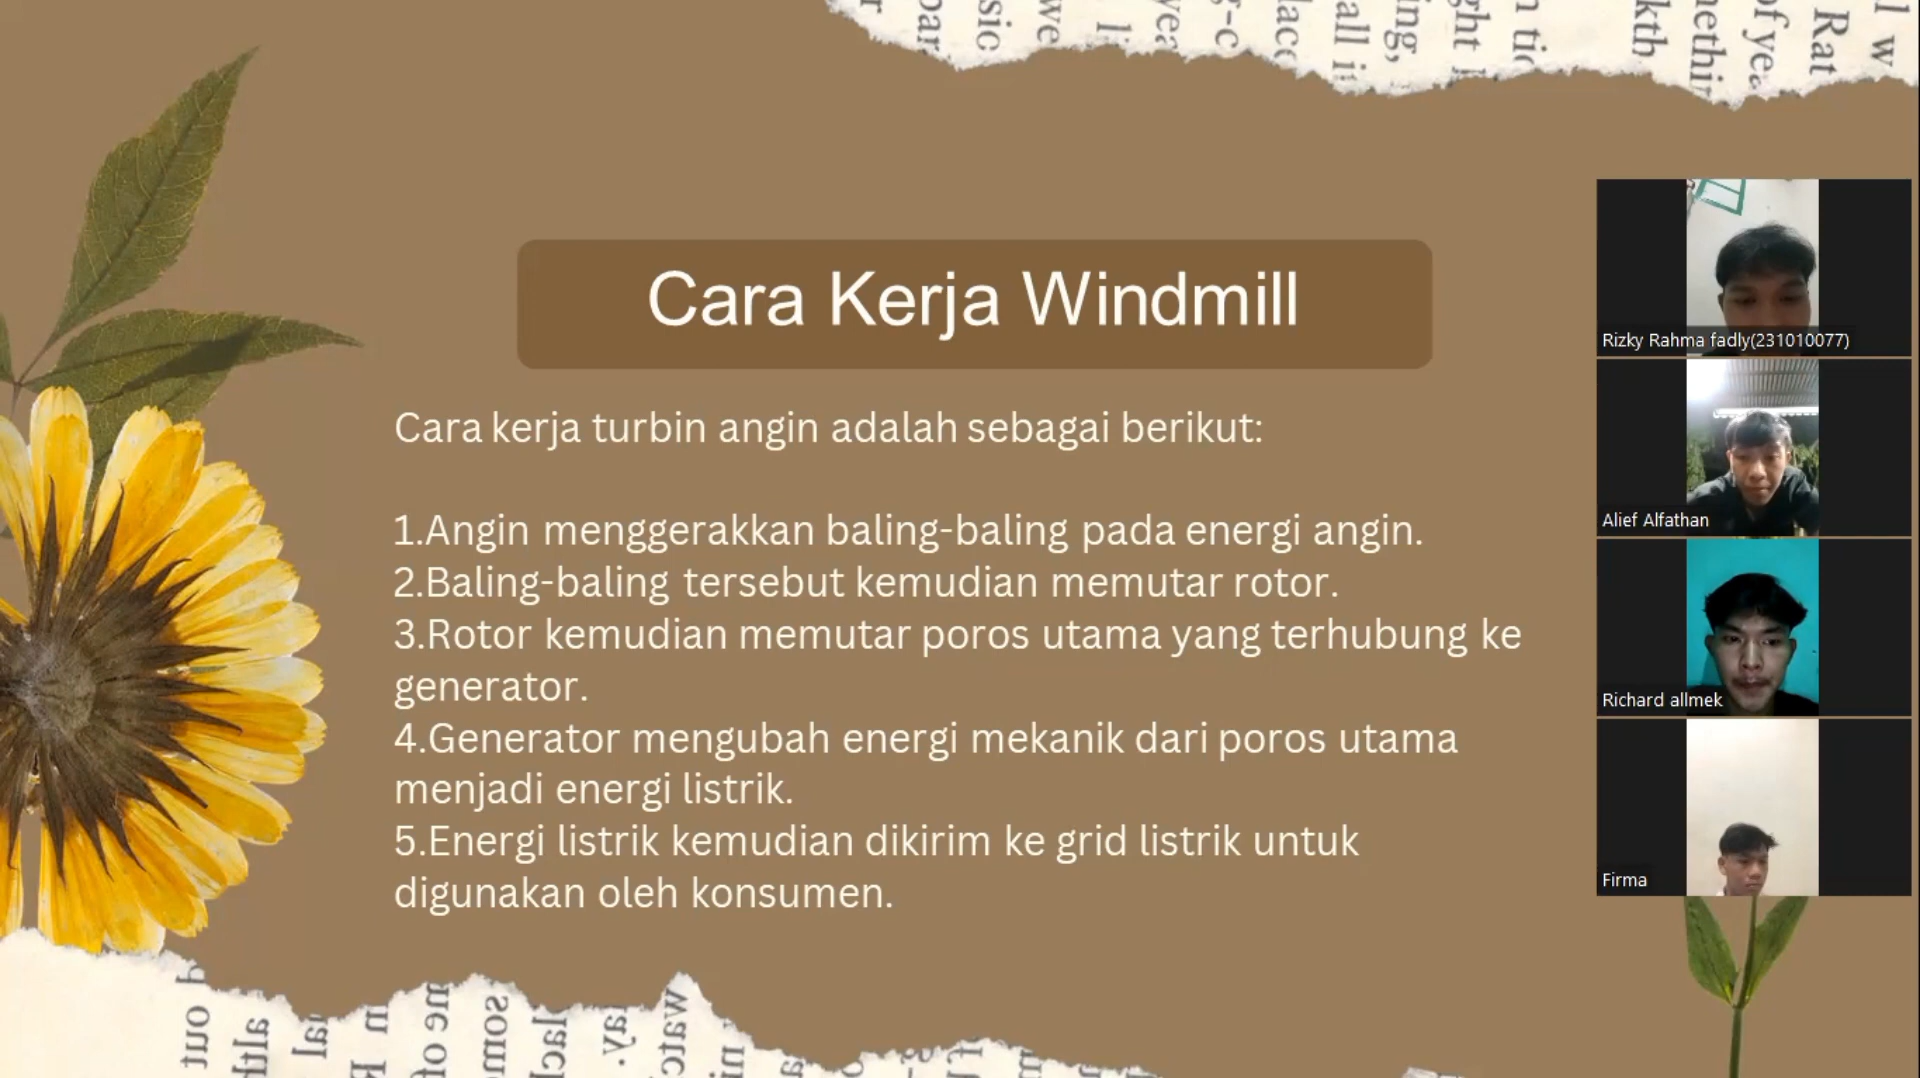 Cara Kerja Windmill
Cara kerja turbin angin adalah sebagai berikut:
1.Angin menggerakkan baling-baling pada energi angin.
2.Baling-baling tersebut kemudian memutar rotor.
3.Rotor kemudian memutar poros utama yang terhubung ke
generator.
4.Generator mengubah energi mekanik dari poros utama
menjadi energi listrik.
5.Energi listrik kemudian dikirim ke grid listrik untuk
digunakan oleh konsumen.
Rizky Rahma fadly(231010077)
Alief Alfathan
Richard allmek
Firma